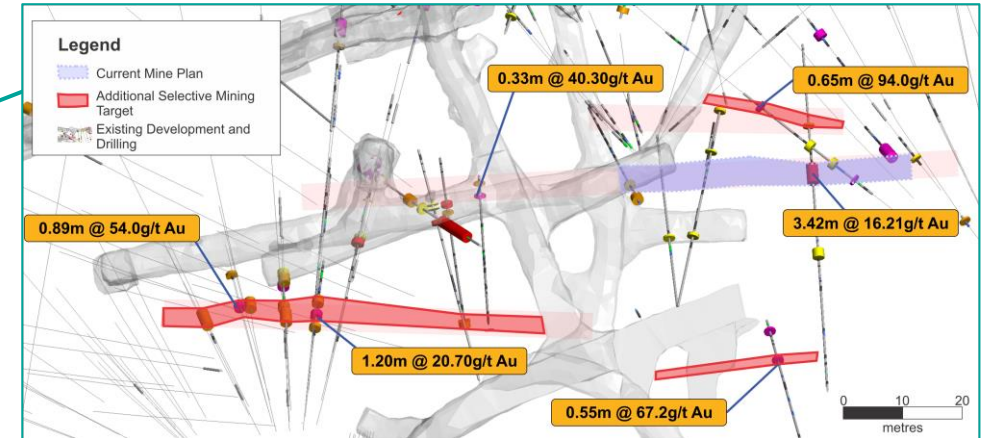 Legend
Current Mine Plan
Additional Selective Mining
Target
Existing Development and
Drilling
0.33m @ 40.30g/t Au
0.65m @ 94.0g/t Au
0.89m @ 54.0g/t Au
3.42m @ 16.21g/t Au
1.20m @ 20.70g/t Au
0.55m @ 67.2g/t Au
0 10 20
metres